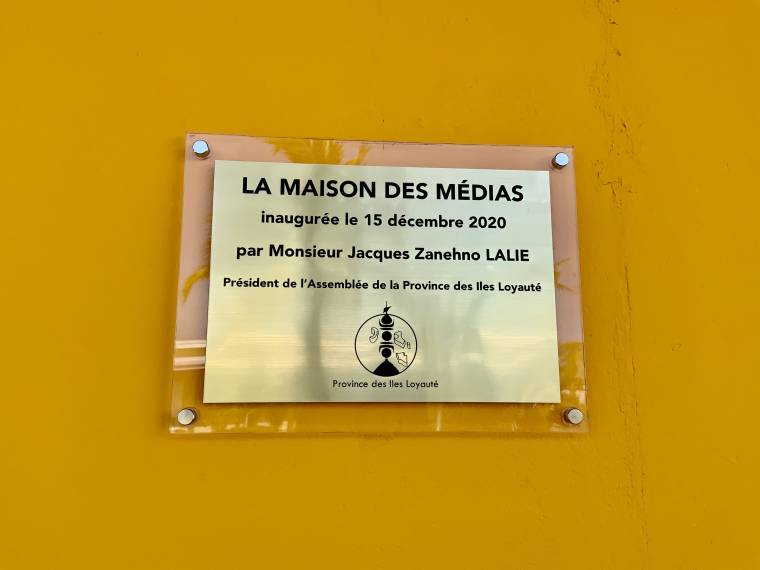 LA MAISON DES MÉDIAS
inaugurée le 15 décembre 2020
par Monsieur Jacques Zanehno LALIE
Président de l'Assemblée de la Province des Iles Loyauté
Province des Iles Loyauté